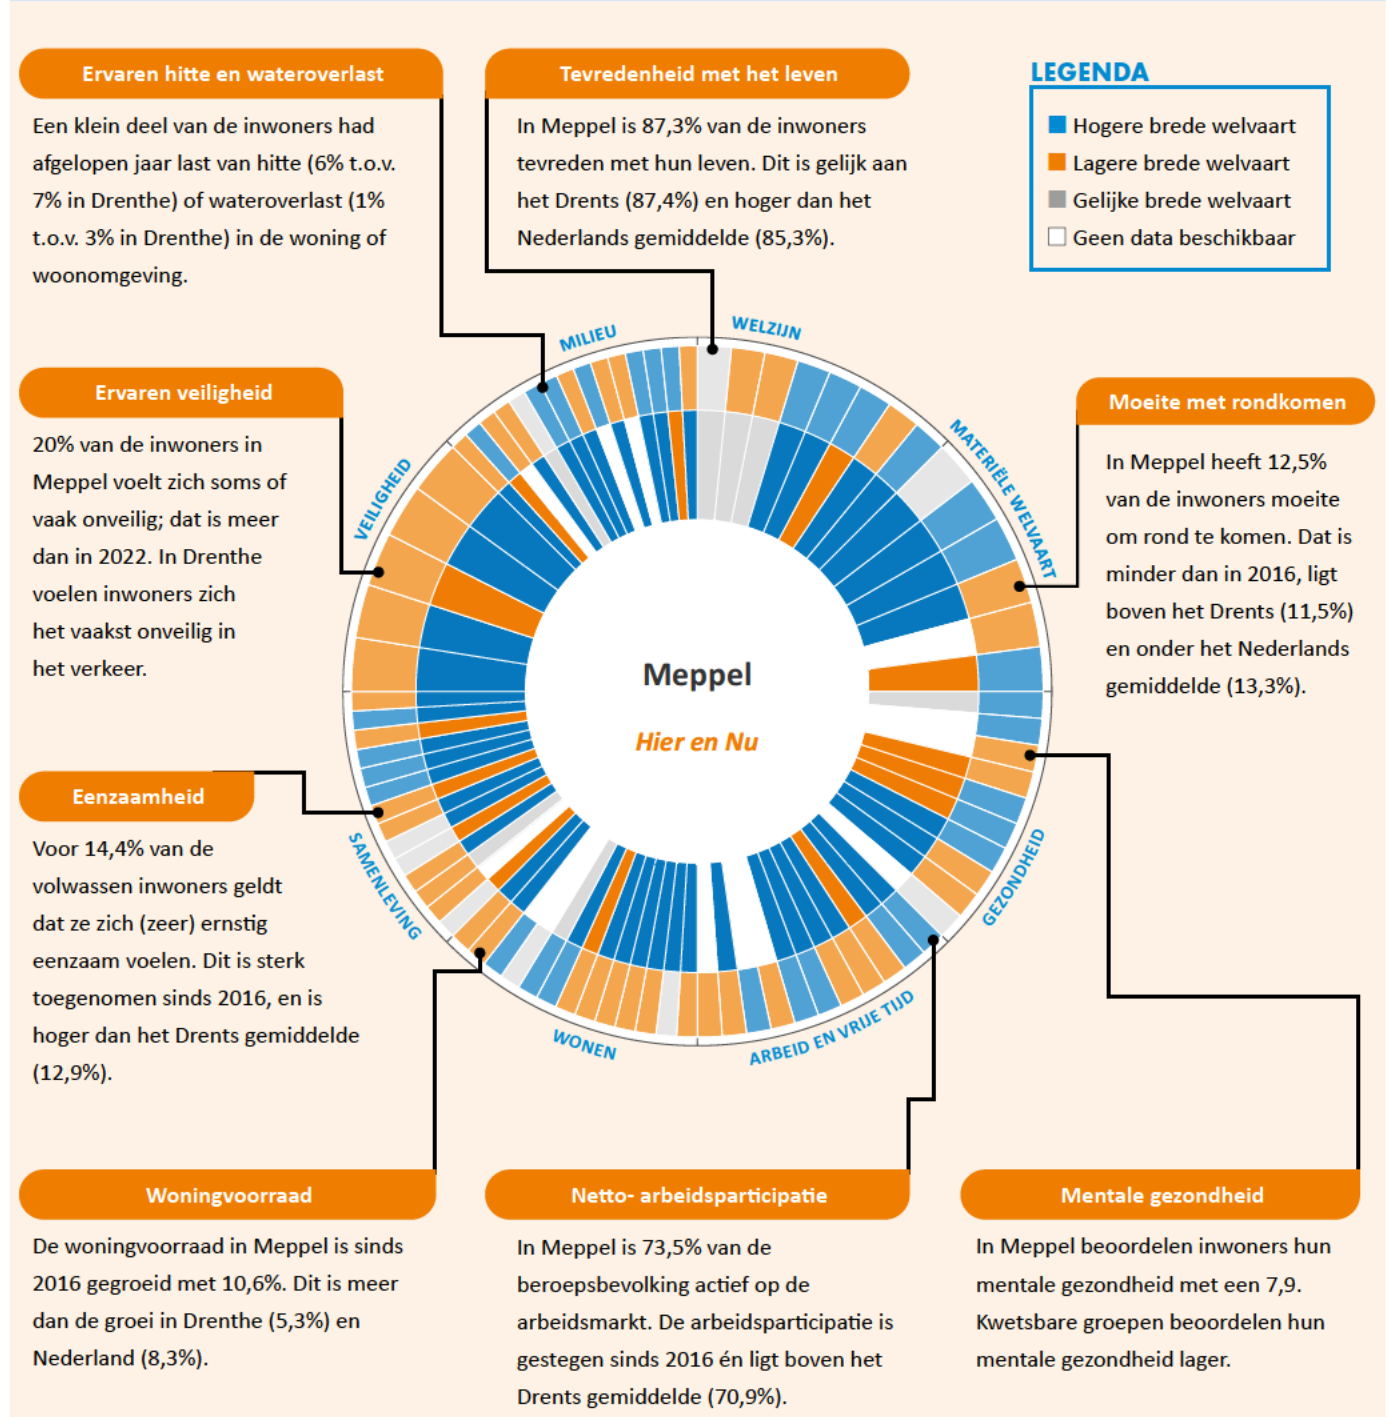 Ervaren hitte en wateroverlast
Een klein deel van de inwoners had
afgelopen jaar last van hitte (6% t.o.v.
7% in Drenthe) of wateroverlast (1%
t.o.v. 3% in Drenthe) in de woning of
woonomgeving.
Tevredenheid met het leven
In Meppel is 87,3% van de inwoners
tevreden met hun leven. Dit is gelijk aan
het Drents (87,4%) en hoger dan het
Nederlands gemiddelde (85,3%).
LEGENDA
Hogere brede welvaart
Lagere brede welvaart
Gelijke brede welvaart
Geen data beschikbaar
Ervaren veiligheid
20% van de inwoners in
Meppel voelt zich soms of
vaak onveilig; dat is meer
dan in 2022. In Drenthe
voelen inwoners zich
het vaakst onveilig in
het verkeer.
MILIEU
WELZIJN
MATERIËLE WELVAART
GEZONDHEID
ARBEID EN VRIJE TIJD
WONEN
SAMENLEVING
VEILIGHEID
Meppel
Hier en Nu
Moeite met rondkomen
In Meppel heeft 12,5%
van de inwoners moeite
om rond te komen. Dat is
minder dan in 2016, ligt
boven het Drents (11,5%)
en onder het Nederlands
gemiddelde (13,3%).
Eenzaamheid
Voor 14,4% van de
volwassen inwoners geldt
dat ze zich (zeer) ernstig
eenzaam voelen. Dit is sterk
toegenomen sinds 2016, en is
hoger dan het Drents gemiddelde
(12,9%).
Woningvoorraad
De woningvoorraad in Meppel is sinds
2016 gegroeid met 10,6%. Dit is meer
dan de groei in Drenthe (5,3%) en
Nederland (8,3%).
Netto- arbeidsparticipatie
In Meppel is 73,5% van de
beroepsbevolking actief op de
arbeidsmarkt. De arbeidsparticipatie is
gestegen sinds 2016 én ligt boven het
Drents gemiddelde (70,9%).
Mentale gezondheid
In Meppel beoordelen inwoners hun
mentale gezondheid met een 7,9.
Kwetsbare groepen beoordelen hun
mentale gezondheid lager.